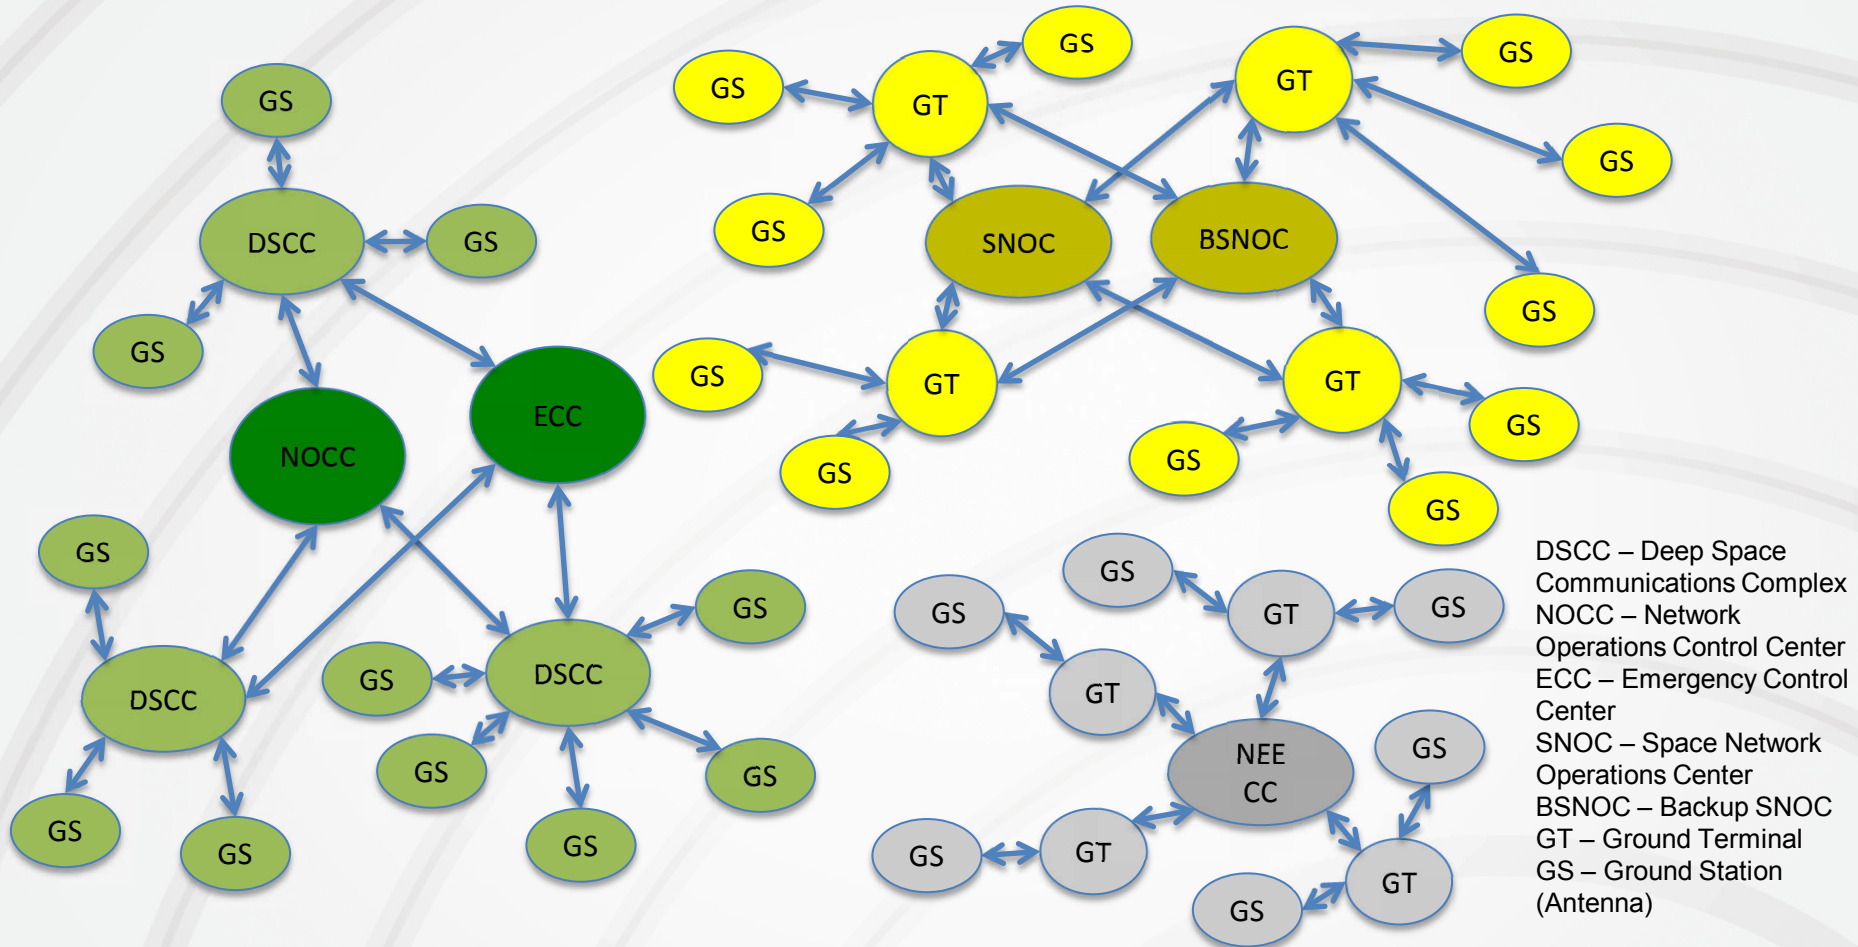 GS
GS
GS
GT
GT
GS
GS
GS
DSCC
GS
GS
SNOC
BSNOC
GS
GS
GS
GT
GT
ECC
GS
NOCC
GS
GS
GS
GS
DSCC – Deep Space
Communications Complex
NOCC – Network
Operations Control Center
ECC – Emergency Control
Center
SNOC – Space Network
Operations Center
BSNOC – Backup SNOC
GT – Ground Terminal
GS – Ground Station
(Antenna)
GS
GS
GS
GS
GT
GS
DSCC
GS
GT
DSCC
GS
NEE
CC
GS
GS
GS
GS
GS
GS
GS
GT
GT
GS